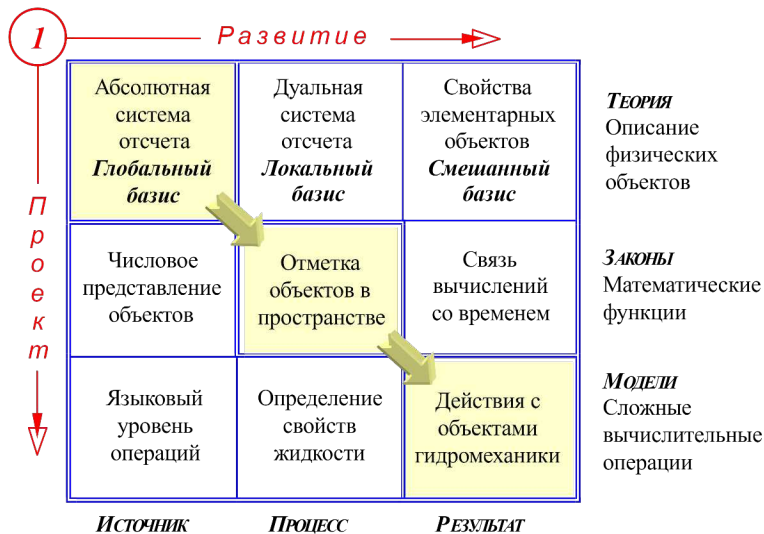 1
Развитие
Проект
Абсолютная
система
отсчета
Глобальный
базис
Дуальная
система
отсчета
Локальный
базис
Свойства
элементарных
объектов
Смешанный
базис
ТЕОРИЯ
Описание
физических
объектов
Числовое
представление
объектов
Отметка
объектов в
пространстве
Связь
вычислений
со временем
ЗАКОНЫ
Математические
функции
Языковый
уровень
операций
Определение
свойств
жидкости
Действия с
объектами
гидромеханики
МОДЕЛИ
Сложные
вычислительные
операции
ИСТОЧНИК
ПРОЦЕСС
РЕЗУЛЬТАТ